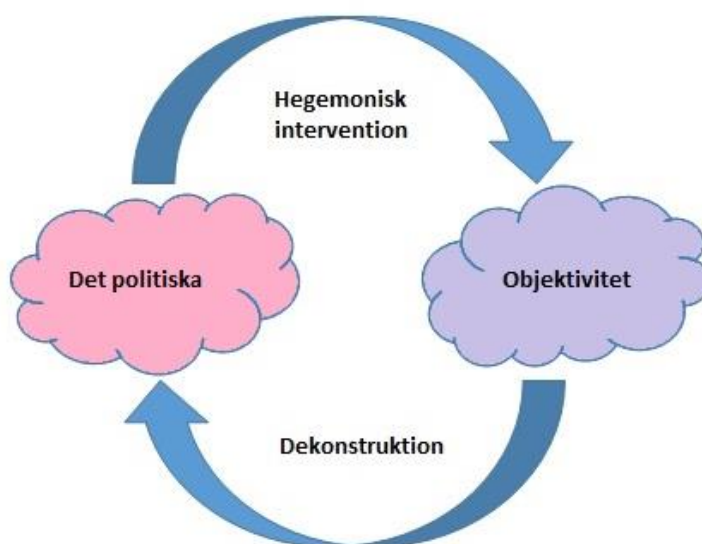 Hegemonisk
intervention
Det politiska
Objektivitet
Dekonstruktion